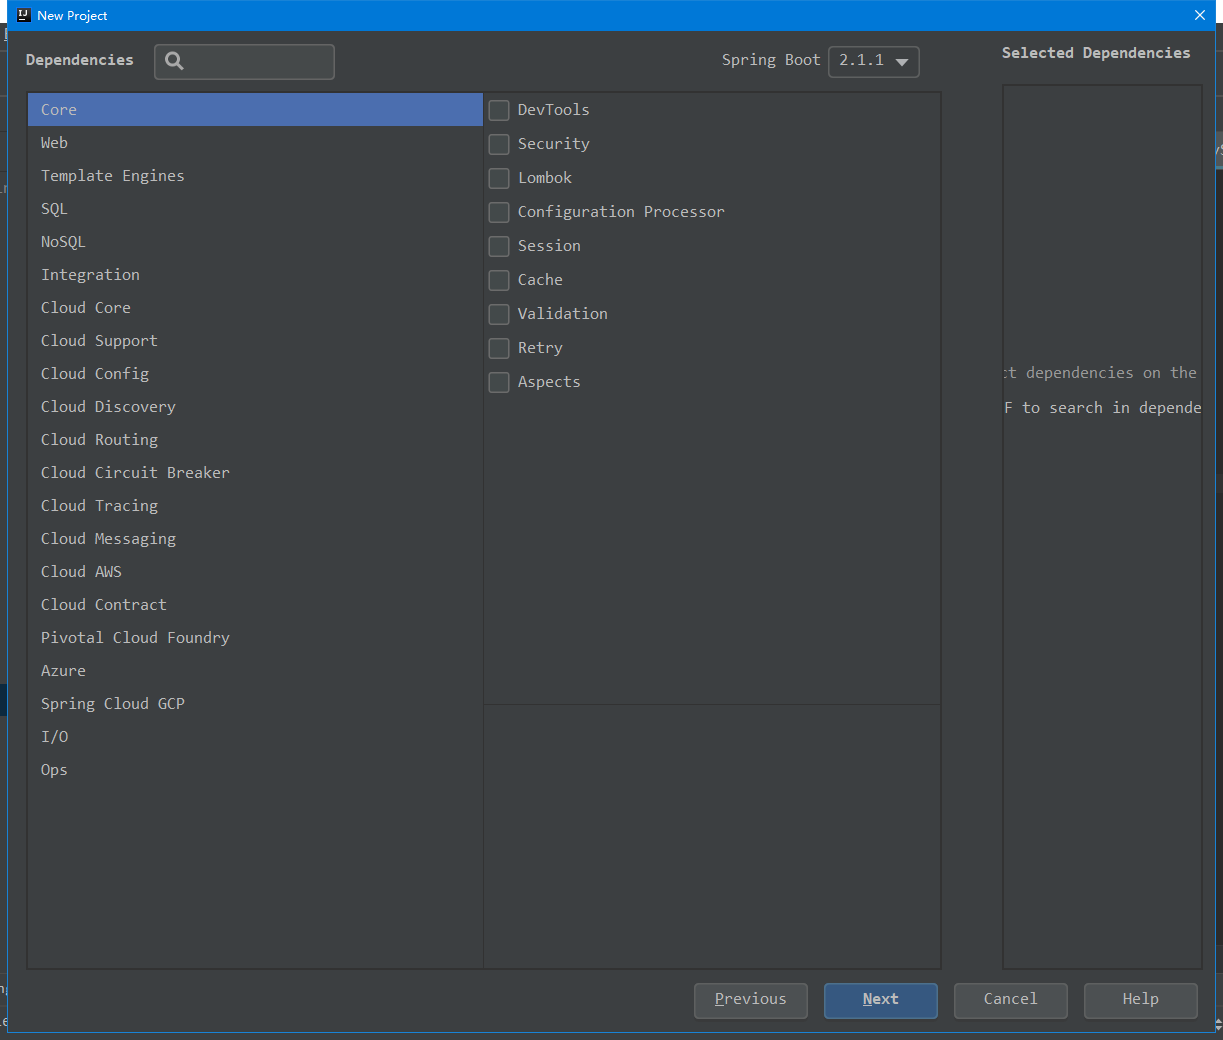 New Project
Dependencies
Spring Boot 2.1.1
Selected Dependencies
Core
Web
Template Engines
SQL
NoSQL
Integration
Cloud Core
Cloud Support
Cloud Config
Cloud Discovery
Cloud Routing
Cloud Circuit Breaker
Cloud Tracing
Cloud Messaging
Cloud AWS
Cloud Contract
Pivotal Cloud Foundry
Azure
Spring Cloud GCP
I/O
Ops
DevTools
Security
Lombok
Configuration Processor
Session
Cache
Validation
Retry
Aspects
ct dependencies on the
F to search in depende
Previous
Next
Cancel
Help